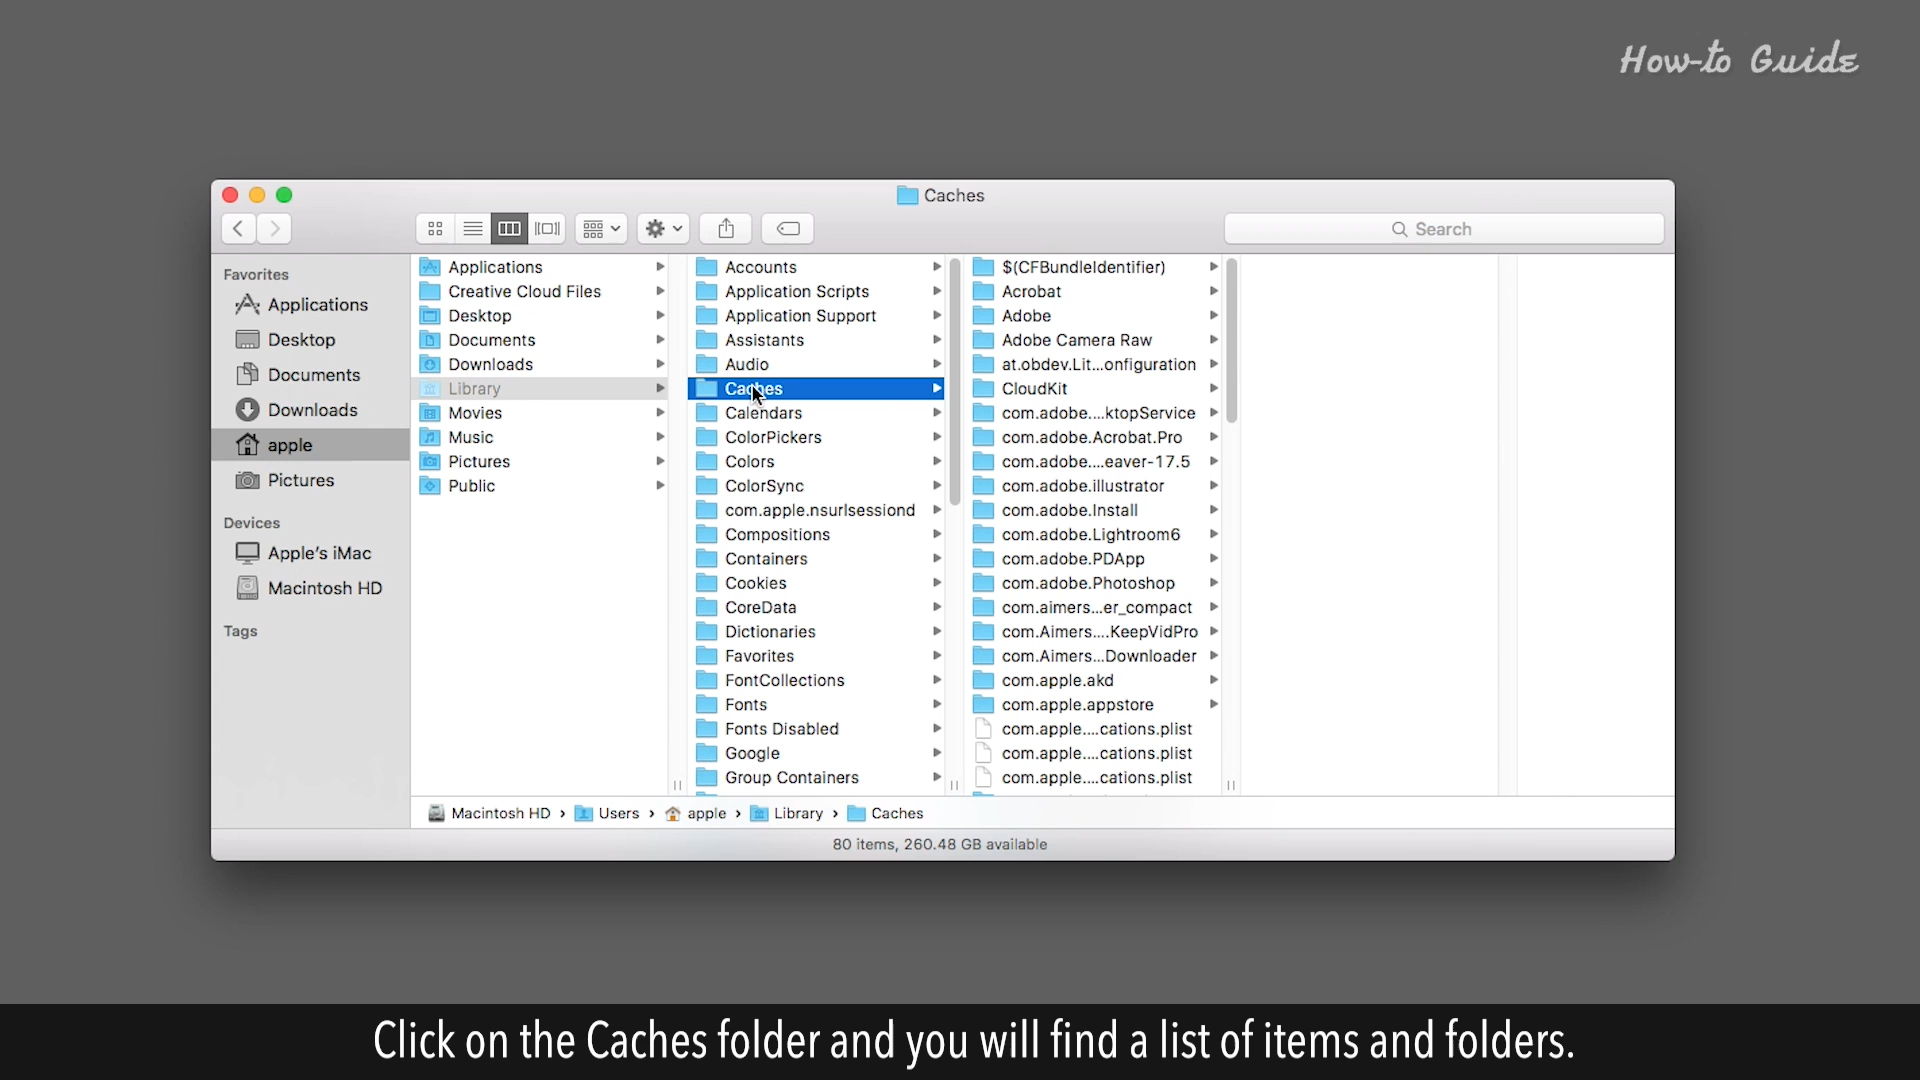 How-to Guide
Caches
Search
Favorites
Applications
Desktop
Documents
Downloads
apple
Pictures
Devices
Apple's iMac
Macintosh HD
Tags
Applications
Creative Cloud Files
Desktop
Documents
Downloads
Library
Movies
Music
Pictures
Public
Accounts
Application Scripts
Application Support
Assistants
Audio
Caches
Calendars
ColorPickers
Colors
ColorSync
com.apple.nsurlsessiond
Compositions
Containers
Cookies
CoreData
Dictionaries
Favorites
FontCollections
Fonts
Fonts Disabled
Google
Group Containers
$(CFBundleIdentifier)
Acrobat
Adobe
Adobe Camera Raw
at.obdev.Lit...onfiguration
CloudKit
com.adobe....ktopService
com.adobe.Acrobat.Pro
com.adobe....eaver-17.5
com.adobe.illustrator
com.adobe.Install
com.adobe.Lightroom6
com.adobe.PDApp
com.adobe.Photoshop
com.aimers...er_compact
com.Aimers....KeepVidPro
com.Aimers...Downloader
com.apple.akd
com.apple.appstore
com.apple....cations.plist
com.apple....cations.plist
com.apple....cations.plist
Macintosh HD › Users › apple › Library › Caches
80 items, 260.48 GB available
Click on the Caches folder and you will find a list of items and folders.